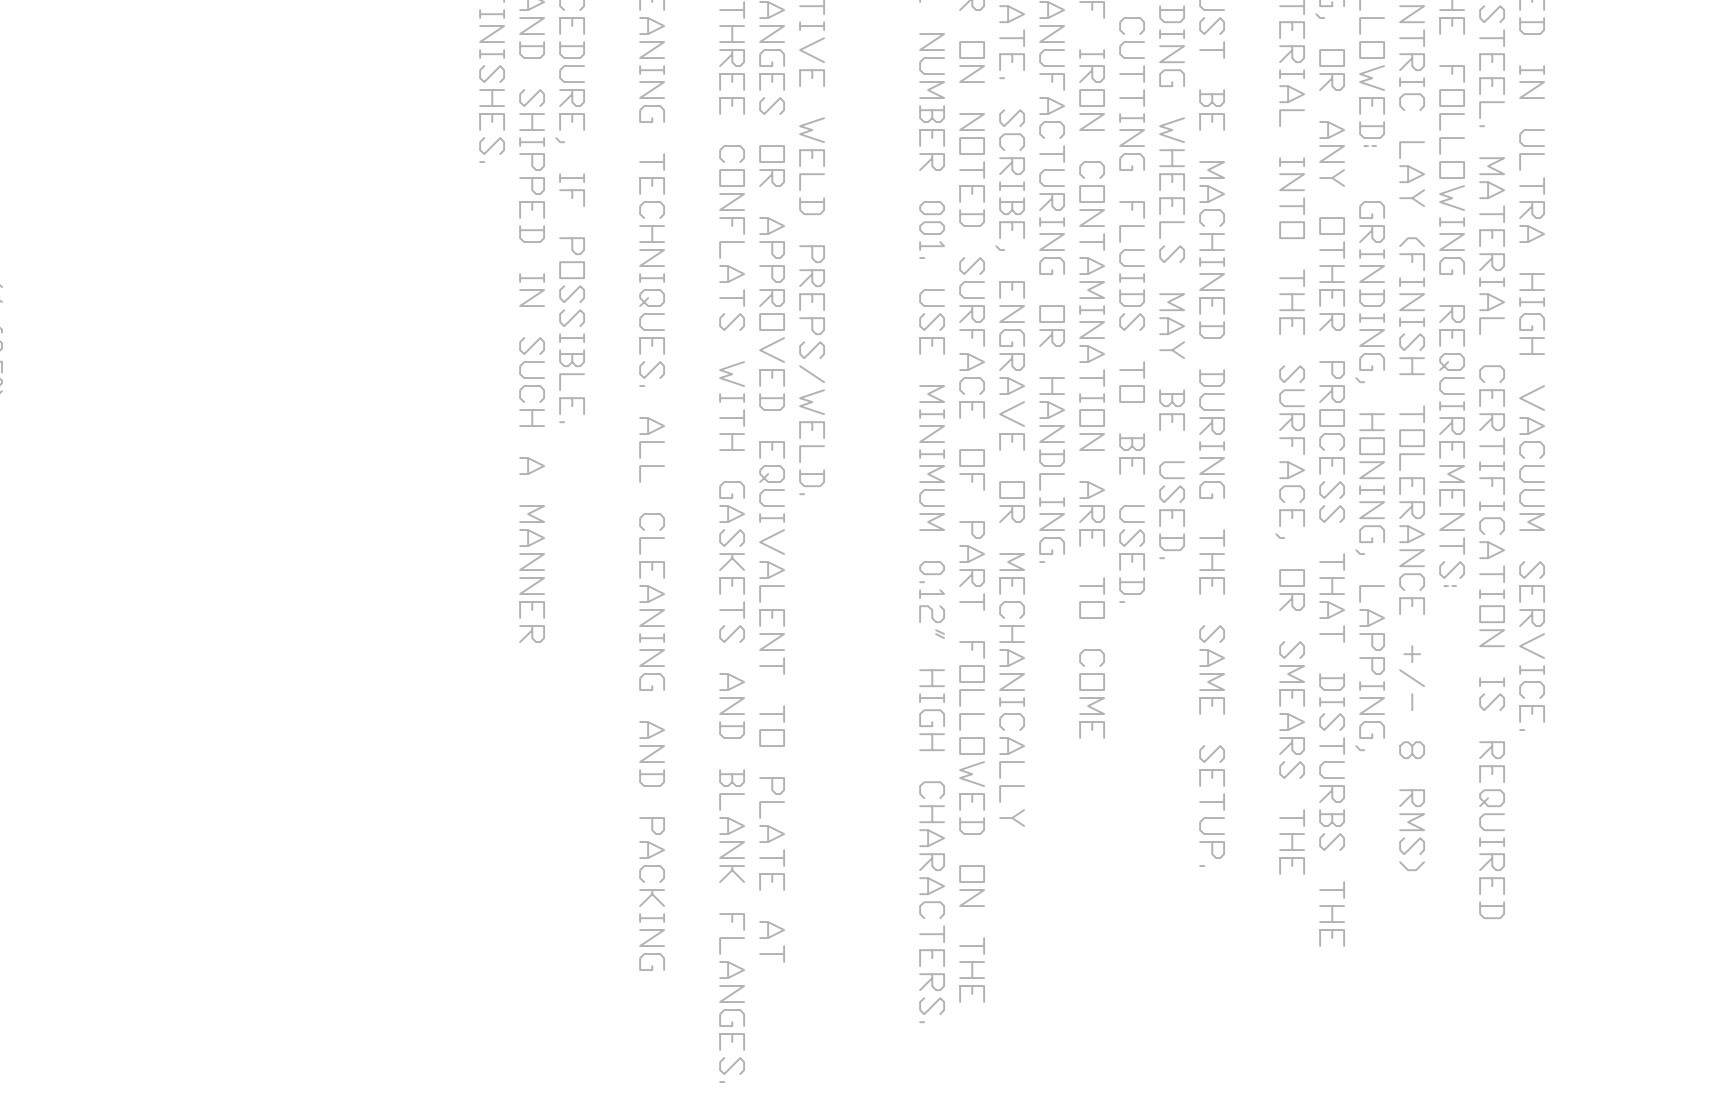 ED IN ULTRA HIGH VACUUM SERVICE.
STEEL. MATERIAL CERTIFICATION IS REQUIRED
HE FOLLOWING REQUIREMENTS:
NTRIC LAY (FINISH TOLERANCE +/- 8 RMS)
LLOWED: GRINDING, HONING, LAPPING,
G, OR ANY OTHER PROCESS THAT DISTURBS THE
TERIAL INTO THE SURFACE, OR SMEARS THE
UST BE MACHINED DURING THE SAME SETUP.
DING WHEELS MAY BE USED.
CUTTING FLUIDS TO BE USED.
F IRON CONTAMINATION ARE TO COME
ANUFACTURING OR HANDLING.
ATE. SCRIBE, ENGRAVE OR MECHANICALLY
R ON NOTED SURFACE OF PART FOLLOWED ON THE
. NUMBER 001. USE MINIMUM 0.12" HIGH CHARACTERS.
TIVE WELD PREPS/WELD.
ANGES OR APPROVED EQUIVALENT TO PLATE AT
THREE CONFLATS WITH GASKETS AND BLANK FLANGES.
EANING TECHNIQUES. ALL CLEANING AND PACKING
CEDURE, IF POSSIBLE.
AND SHIPPED IN SUCH A MANNER
INISHES.